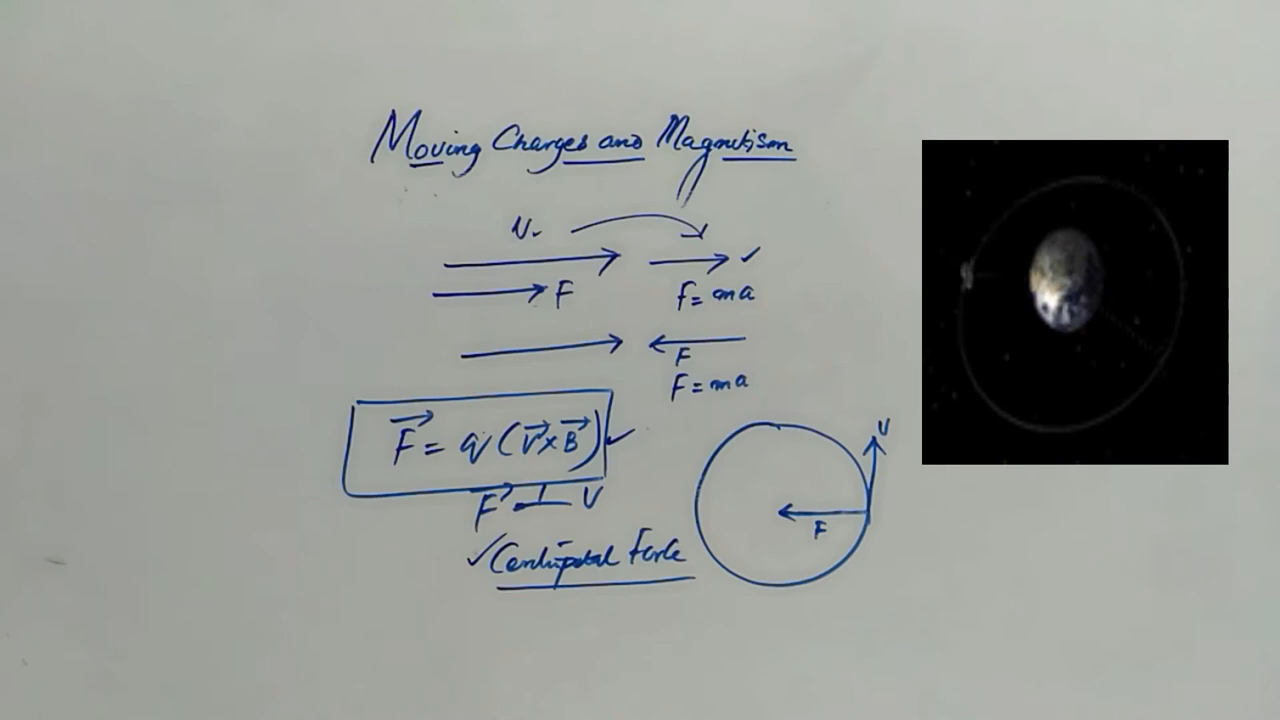 Moving Charges and Magnetism
v
F
F = ma
F
F = ma
F = q (V × B)
F ⊥ V
Centripetal Force
v
F